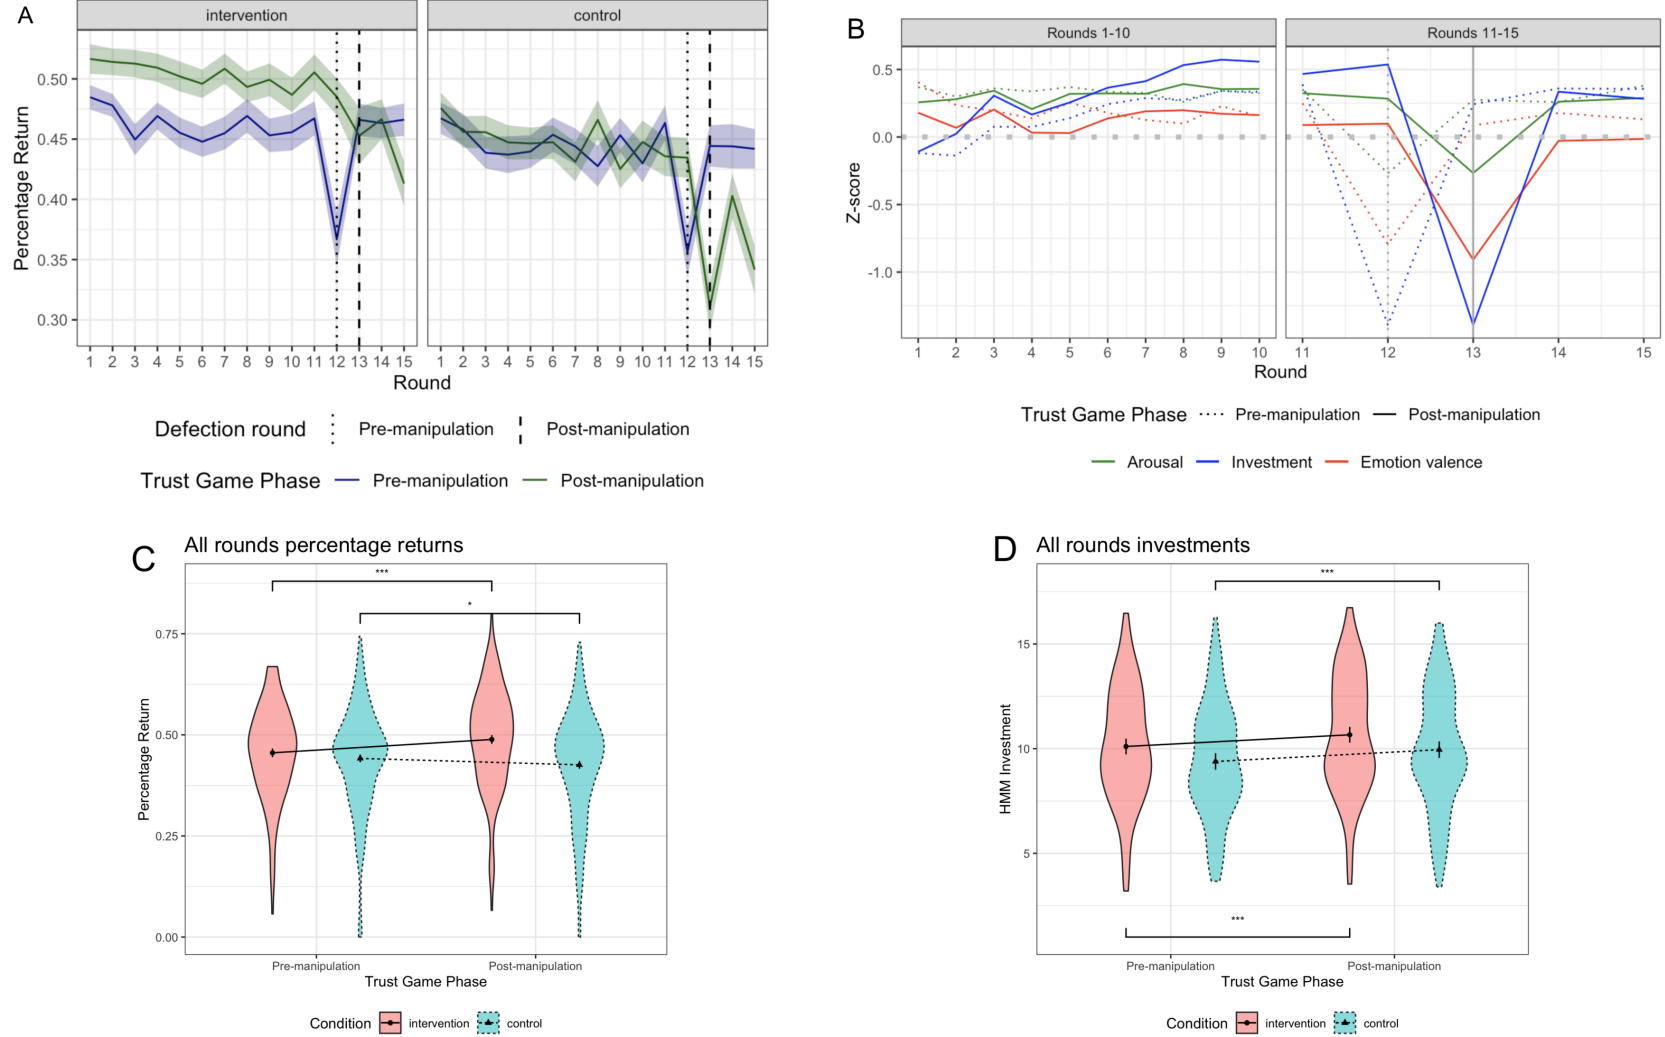 A
intervention
control
Percentage Return
0.50
0.45
0.40
0.35
0.30
1 2 3 4 5 6 7 8 9 10 11 12 13 14 15
1 2 3 4 5 6 7 8 9 10 11 12 13 14 15
Round
Defection round Pre-manipulation Post-manipulation
Trust Game Phase Pre-manipulation Post-manipulation
B
Rounds 1-10
Rounds 11-15
Z-score
0.5
0.0
-0.5
-1.0
1 2 3 4 5 6 7 8 9 10
11 12 13 14 15
Round
Trust Game Phase Pre-manipulation Post-manipulation
Arousal Investment Emotion valence
C
All rounds percentage returns
***
*
Percentage Return
0.75
0.50
0.25
0.00
Pre-manipulation Post-manipulation
Trust Game Phase
Condition intervention control
D
All rounds investments
***
HMM Investment
15
10
5
***
Pre-manipulation Post-manipulation
Trust Game Phase
Condition intervention control